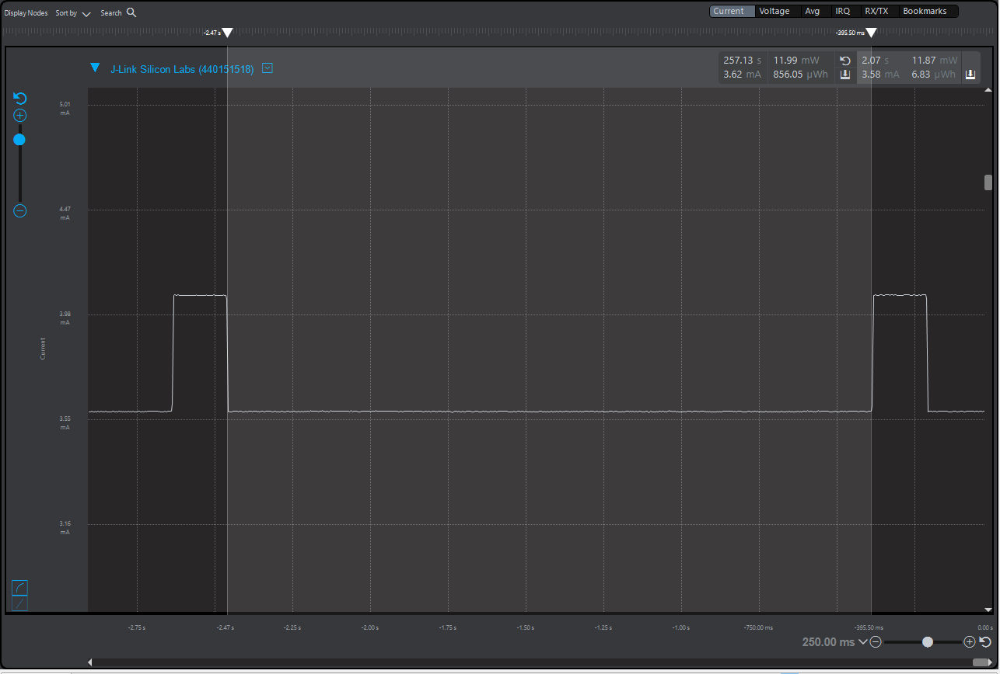 Display Nodes Sort by Search Current Voltage Avg IRQ RX/TX Bookmarks
-2.47 s -395.50 ms
J-Link Silicon Labs (440151518)
257.13 s 11.99 mW 2.07 s 11.87 mW
3.62 mA 856.05 µWh 3.58 mA 6.83 µWh
5.01
mA
4.47
mA
3.98
mA
Current
3.55
mA
3.16
mA
-2.75 s -2.47 s -2.25 s -2.00 s -1.75 s -1.50 s -1.25 s -1.00 s -750.00 ms -395.50 ms 0.00 s
250.00 ms